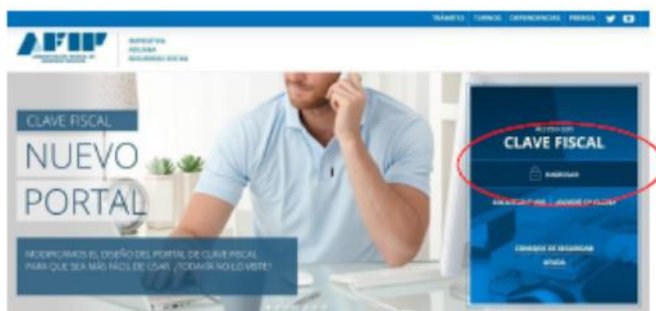 TRÁMITES TURNOS DEPENDENCIAS PRENSA
AFIP
IMPOSITIVA
ADUANA
SEGURIDAD SOCIAL
CLAVE FISCAL
NUEVO
PORTAL
MODIFICAMOS EL DISEÑO DEL PORTAL DE CLAVE FISCAL
PARA QUE SEA MÁS FÁCIL DE USAR. ¿TODAVÍA NO LO VISTE?
ACCESO CON
CLAVE FISCAL
INGRESAR
CONSEJOS DE SEGURIDAD
AYUDA